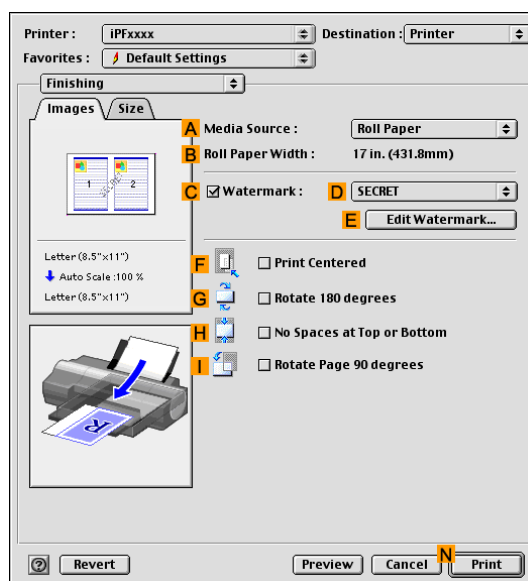 Printer : iPFxxxx Destination : Printer
Favorites : Default Settings
Finishing
Images Size
A Media Source : Roll Paper
B Roll Paper Width : 17 in. (431.8mm)
1 SECRET 2
C Watermark : D SECRET
E Edit Watermark...
Letter (8.5"x11")
F Print Centered
Auto Scale :100 %
Letter (8.5"x11")
G Rotate 180 degrees
H No Spaces at Top or Bottom
I Rotate Page 90 degrees
R
N
? Revert Preview Cancel Print